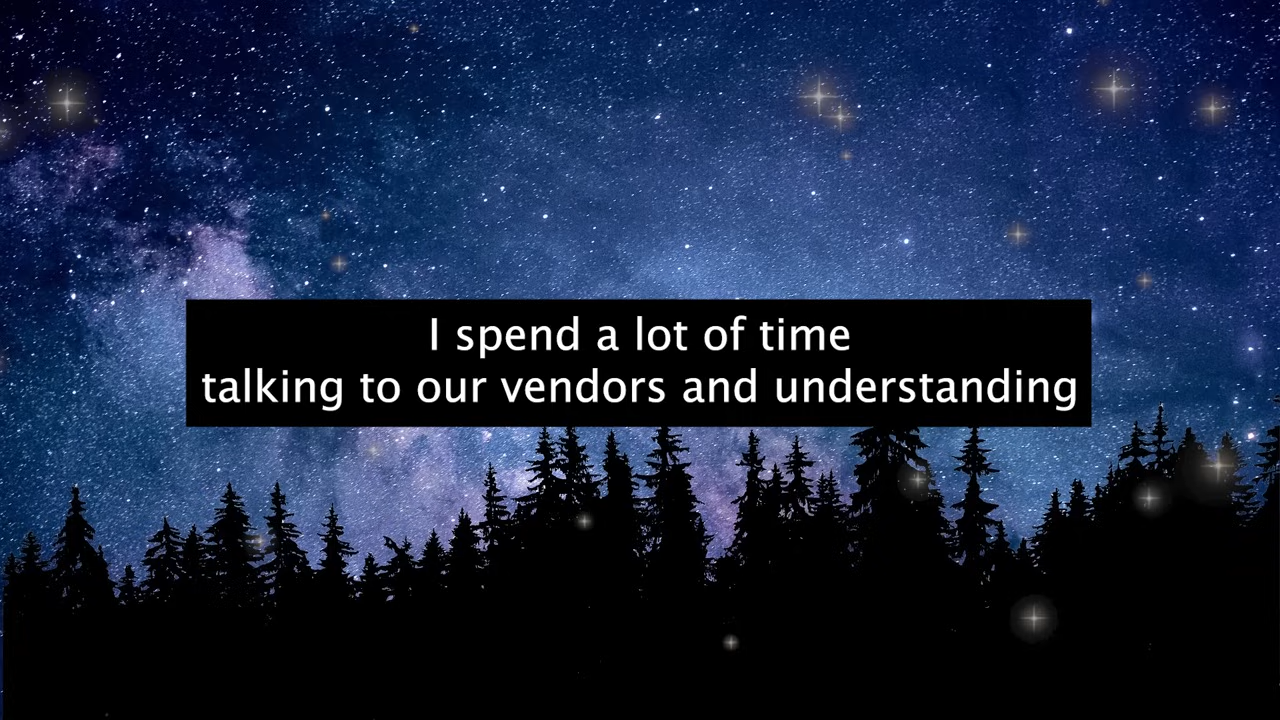 I spend a lot of time
talking to our vendors and understanding